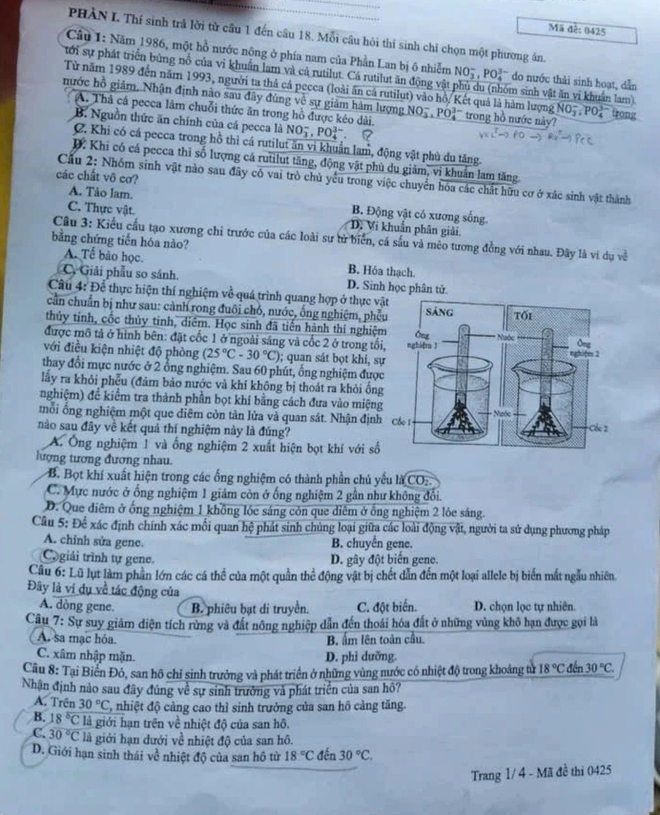 Mã đề: 0425
PHẦN I. Thí sinh trả lời từ câu 1 đến câu 18. Mỗi câu hỏi thí sinh chỉ chọn một phương án.
Câu 1: Năm 1986, một hồ nước nông ở phía nam của Phần Lan bị ô nhiễm NO₃⁻, PO₄³⁻ do nước thải sinh hoạt, dẫn
tới sự phát triển bùng nổ của vi khuẩn lam và cá rutilut. Cá rutilut ăn động vật phù du (nhóm sinh vật ăn vi khuẩn lam).
Từ năm 1989 đến năm 1993, người ta thả cá pecca (loài ăn cá rutilut) vào hồ. Kết quả là hàm lượng NO₃⁻, PO₄³⁻ trong
nước hồ giảm. Nhận định nào sau đây đúng về sự giảm hàm lượng NO₃⁻, PO₄³⁻ trong hồ nước này?
A. Thả cá pecca làm chuỗi thức ăn trong hồ được kéo dài.
B. Nguồn thức ăn chính của cá pecca là NO₃⁻, PO₄³⁻. ?
C. Khi có cá pecca trong hồ thì cá rutilut ăn vi khuẩn lam, động vật phù du tăng.
D. Khi có cá pecca thì số lượng cá rutilut tăng, động vật phù du giảm, vi khuẩn lam tăng.
Câu 2: Nhóm sinh vật nào sau đây có vai trò chủ yếu trong việc chuyển hóa các chất hữu cơ ở xác sinh vật thành
các chất vô cơ?
A. Tảo lam. B. Động vật có xương sống.
C. Thực vật. D. Vi khuẩn phân giải.
Câu 3: Kiểu cấu tạo xương chi trước của các loài sư tử biển, cá sấu và mèo tương đồng với nhau. Đây là ví dụ về
bằng chứng tiến hóa nào?
A. Tế bào học. B. Hóa thạch.
C. Giải phẫu so sánh. D. Sinh học phân tử.
Câu 4: Để thực hiện thí nghiệm về quá trình quang hợp ở thực vật
cần chuẩn bị như sau: cành rong đuôi chó, nước, ống nghiệm, phễu
thủy tinh, cốc thủy tinh, diêm. Học sinh đã tiến hành thí nghiệm
được mô tả ở hình bên: đặt cốc 1 ở ngoài sáng và cốc 2 ở trong tối,
với điều kiện nhiệt độ phòng (25 °C - 30 °C); quan sát bọt khí, sự
thay đổi mực nước ở 2 ống nghiệm. Sau 60 phút, ống nghiệm được
lấy ra khỏi phễu (đảm bảo nước và khí không bị thoát ra khỏi ống
nghiệm) để kiểm tra thành phần bọt khí bằng cách đưa vào miệng
mỗi ống nghiệm một que diêm còn tàn lửa và quan sát. Nhận định
nào sau đây về kết quả thí nghiệm này là đúng?
SÁNG TỐI
Ống nghiệm 1
Nước
Ống nghiệm 2
Nước
Cốc 1
Cốc 2
A. Ống nghiệm 1 và ống nghiệm 2 xuất hiện bọt khí với số
lượng tương đương nhau.
B. Bọt khí xuất hiện trong các ống nghiệm có thành phần chủ yếu là CO₂.
C. Mực nước ở ống nghiệm 1 giảm còn ở ống nghiệm 2 gần như không đổi.
D. Que diêm ở ống nghiệm 1 không lóe sáng còn que diêm ở ống nghiệm 2 lóe sáng.
Câu 5: Để xác định chính xác mối quan hệ phát sinh chủng loại giữa các loài động vật, người ta sử dụng phương pháp
A. chỉnh sửa gene. B. chuyển gene.
C. giải trình tự gene. D. gây đột biến gene.
Câu 6: Lũ lụt làm phần lớn các cá thể của một quần thể động vật bị chết dẫn đến một loại allele bị biến mất ngẫu nhiên.
Đây là ví dụ về tác động của
A. dòng gene. B. phiêu bạt di truyền. C. đột biến. D. chọn lọc tự nhiên.
Câu 7: Sự suy giảm diện tích rừng và đất nông nghiệp dẫn đến thoái hóa đất ở những vùng khô hạn được gọi là
A. sa mạc hóa. B. ấm lên toàn cầu.
C. xâm nhập mặn. D. phì dưỡng.
Câu 8: Tại Biển Đỏ, san hô chỉ sinh trưởng và phát triển ở những vùng nước có nhiệt độ trong khoảng từ 18 °C đến 30 °C.
Nhận định nào sau đây đúng về sự sinh trưởng và phát triển của san hô?
A. Trên 30 °C, nhiệt độ càng cao thì sinh trưởng của san hô càng tăng.
B. 18 °C là giới hạn trên về nhiệt độ của san hô.
C. 30 °C là giới hạn dưới về nhiệt độ của san hô.
D. Giới hạn sinh thái về nhiệt độ của san hô từ 18 °C đến 30 °C.
Trang 1/ 4 - Mã đề thi 0425